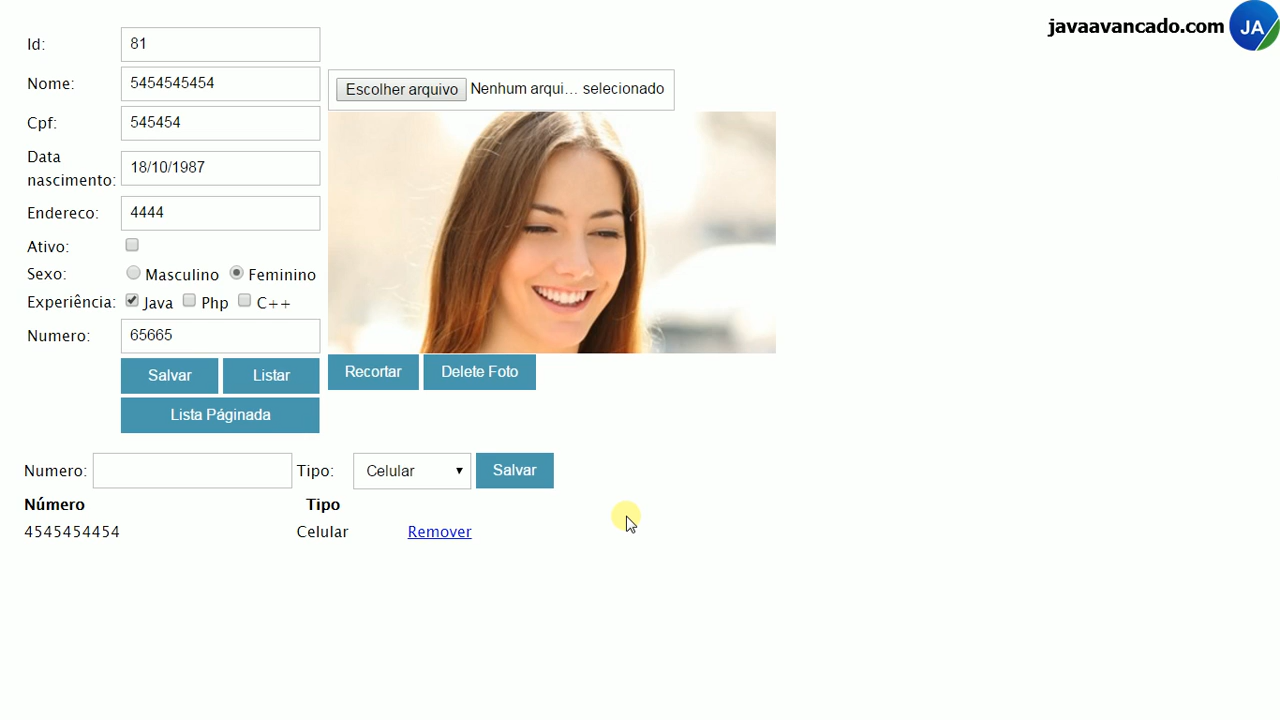 javaavancado.com JA
Id: 81
Nome: 5454545454
Escolher arquivo Nenhum arqui... selecionado
Cpf: 545454
Data
nascimento: 18/10/1987
Endereco: 4444
Ativo:
Sexo: Masculino Feminino
Experiência: Java Php C++
Numero: 65665
Salvar Listar
Recortar Delete Foto
Lista Páginada
Numero: Tipo: Celular Salvar
Número Tipo
4545454454 Celular Remover